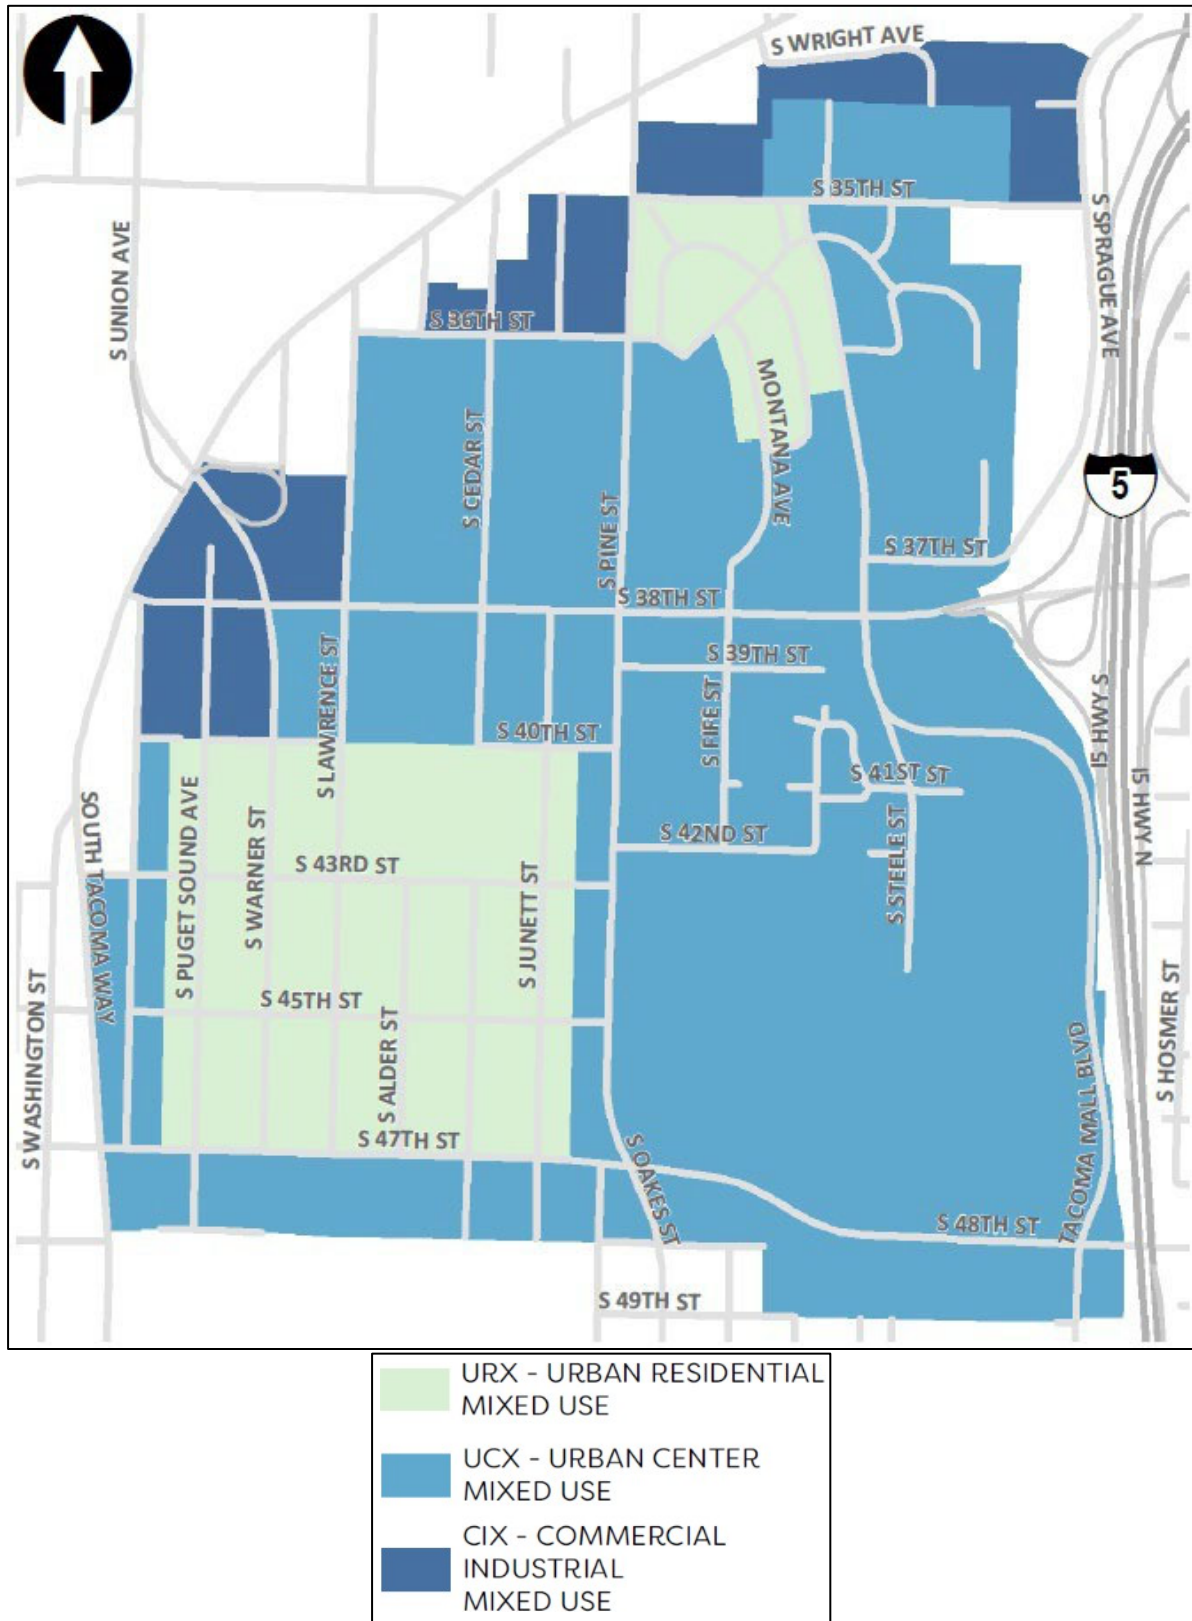 S WRIGHT AVE
S 35TH ST
S UNION AVE
S SPRAGUE AVE
S 36TH ST
MONTANA AVE
S CEDAR ST
5
S PINE ST
S 37TH ST
S 38TH ST
S 39TH ST
S LAWRENCE ST
S FIFE ST
I5 HWY S
S 40TH ST
S 41ST ST
I5 HWY N
S PUGET SOUND AVE
SOUTH TACOMA WAY
S WARNER ST
S 42ND ST
S STEELE ST
S 43RD ST
S JUNETT ST
S WASHINGTON ST
S 45TH ST
S ALDER ST
S HOSMER ST
TACOMA MALL BLVD
S 47TH ST
S OAKES ST
S 48TH ST
S 49TH ST
URX - URBAN RESIDENTIAL
MIXED USE
UCX - URBAN CENTER
MIXED USE
CIX - COMMERCIAL
INDUSTRIAL
MIXED USE